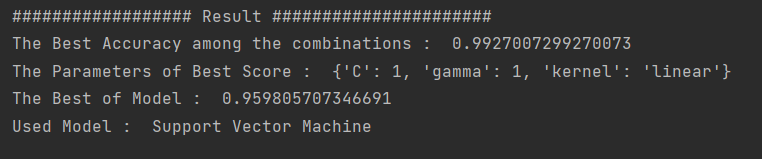 ################## Result ######################
The Best Accuracy among the combinations :  0.9927007299270073
The Parameters of Best Score :  {'C': 1, 'gamma': 1, 'kernel': 'linear'}
The Best of Model :  0.959805707346691
Used Model :  Support Vector Machine